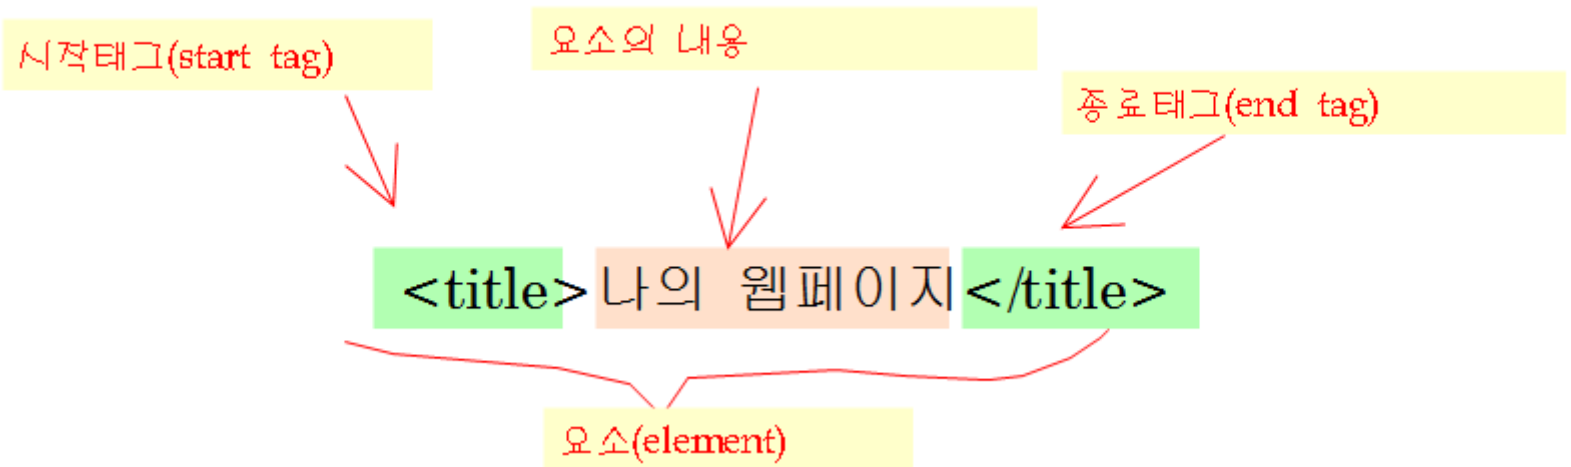 요소의 내용
시작태그(start tag)
종료태그(end tag)
<title>나의 웹페이지</title>
요소(element)